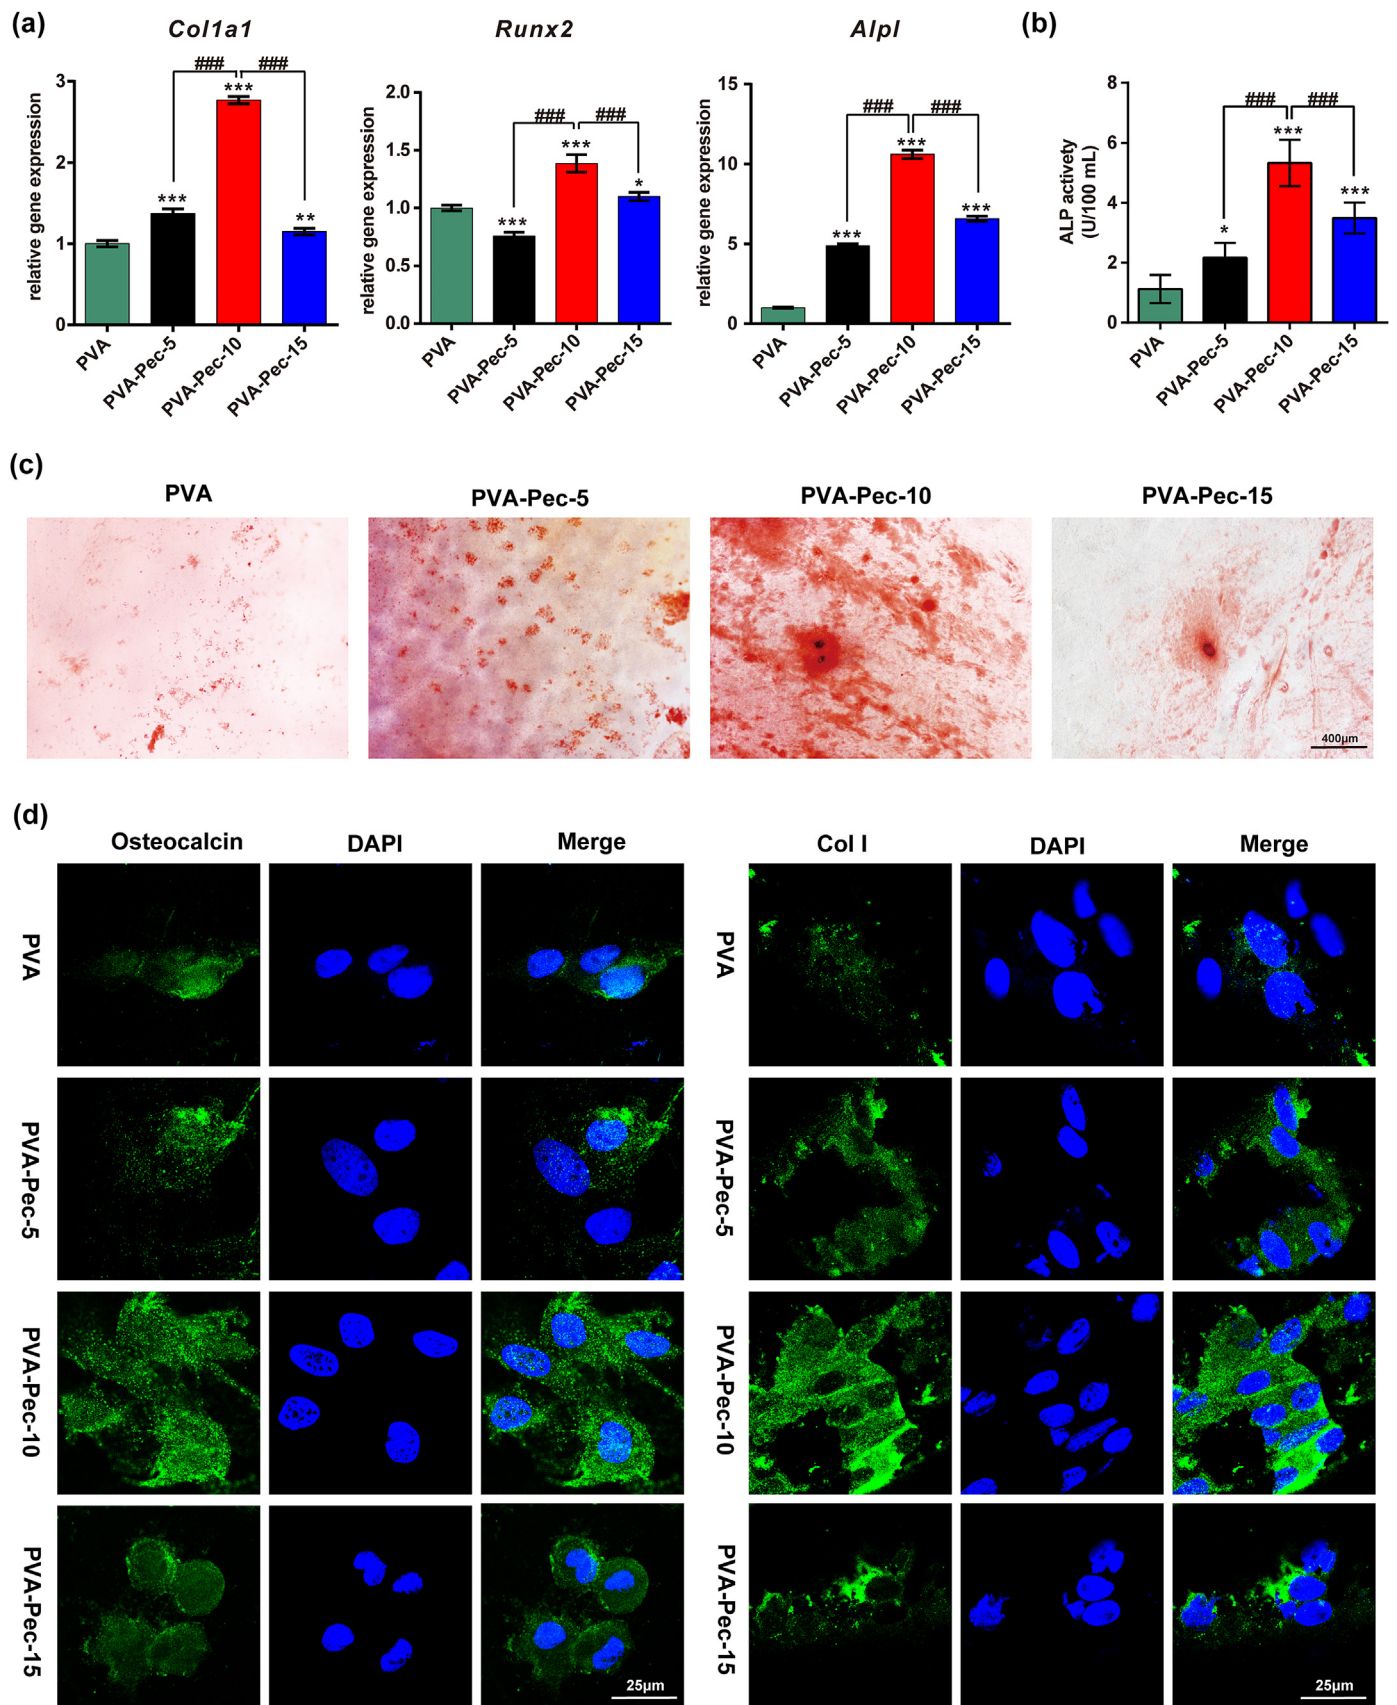 (a)
Col1a1
Runx2
Alpl
(b)
relative gene expression
3
2
1
0
###
###
***
***
**
PVA
PVA-Pec-5
PVA-Pec-10
PVA-Pec-15
relative gene expression
2.0
1.5
1.0
0.5
0.0
###
###
***
***
*
PVA
PVA-Pec-5
PVA-Pec-10
PVA-Pec-15
relative gene expression
15
10
5
0
###
###
***
***
***
PVA
PVA-Pec-5
PVA-Pec-10
PVA-Pec-15
ALP activety
(U/100 mL)
8
6
4
2
0
###
###
*
***
***
PVA
PVA-Pec-5
PVA-Pec-10
PVA-Pec-15
(c)
PVA
PVA-Pec-5
PVA-Pec-10
PVA-Pec-15
400μm
(d)
Osteocalcin
DAPI
Merge
Col I
DAPI
Merge
PVA
PVA
PVA-Pec-5
PVA-Pec-5
PVA-Pec-10
PVA-Pec-10
PVA-Pec-15
PVA-Pec-15
25μm
25μm